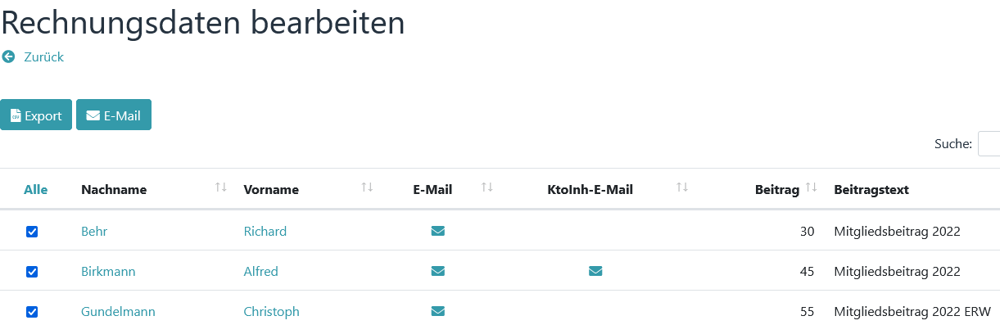 Rechnungsdaten bearbeiten
Zurück
Export E-Mail
Suche:
Alle Nachname Vorname E-Mail KtoInh-E-Mail Beitrag Beitragstext
Behr Richard 30 Mitgliedsbeitrag 2022
Birkmann Alfred 45 Mitgliedsbeitrag 2022
Gundelmann Christoph 55 Mitgliedsbeitrag 2022 ERW